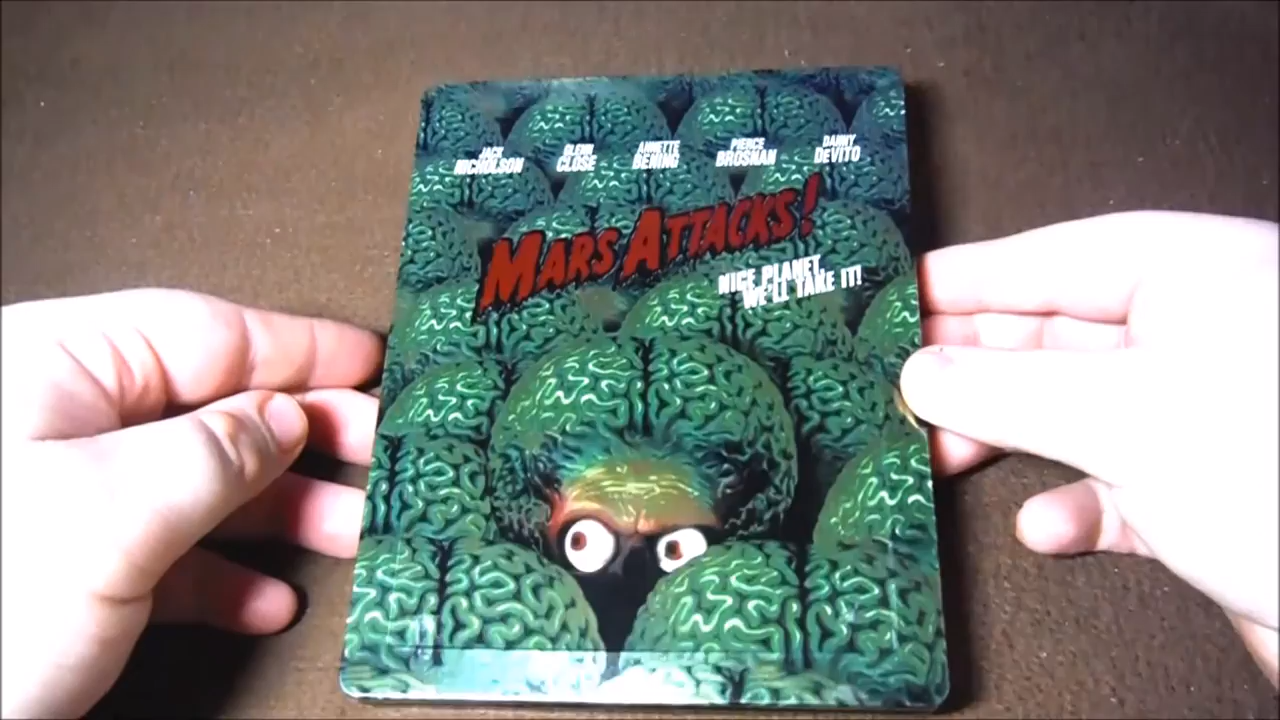 JACK NICHOLSON
GLENN CLOSE
ANNETTE BENING
PIERCE BROSNAN
DANNY DEVITO
MARS ATTACKS!
NICE PLANET.
WE'LL TAKE IT!